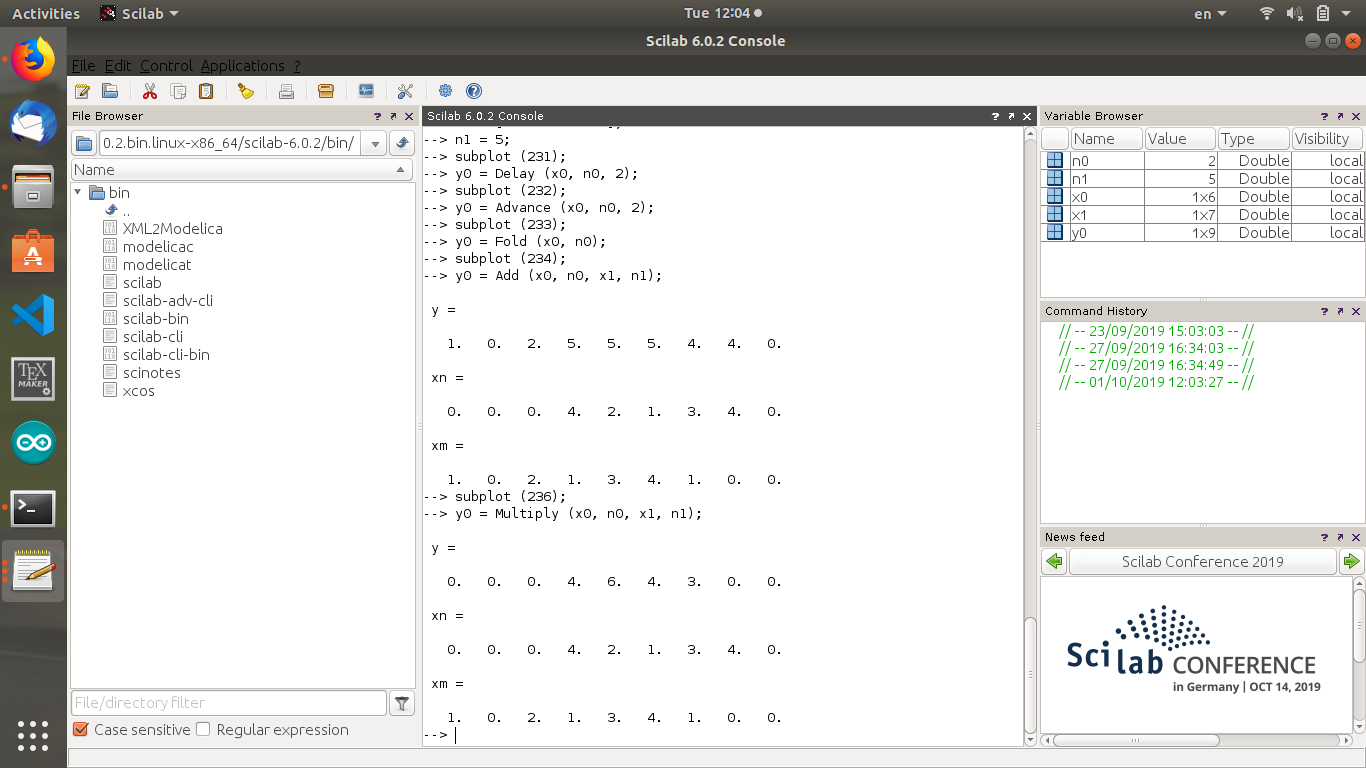 Activities
Scilab
Tue 12:04
en
Scilab 6.0.2 Console
File Edit Control Applications ?
File Browser
0.2.bin.linux-x86_64/scilab-6.0.2/bin/
Name
bin
..
XML2Modelica
modelicac
modelicat
scilab
scilab-adv-cli
scilab-bin
scilab-cli
scilab-cli-bin
scinotes
xcos
File/directory filter
Case sensitive
Regular expression
Scilab 6.0.2 Console
--> n1 = 5;
--> subplot (231);
--> y0 = Delay (x0, n0, 2);
--> subplot (232);
--> y0 = Advance (x0, n0, 2);
--> subplot (233);
--> y0 = Fold (x0, n0);
--> subplot (234);
--> y0 = Add (x0, n0, x1, n1);
y =
1. 0. 2. 5. 5. 5. 4. 4. 0.
xn =
0. 0. 0. 4. 2. 1. 3. 4. 0.
xm =
1. 0. 2. 1. 3. 4. 1. 0. 0.
--> subplot (236);
--> y0 = Multiply (x0, n0, x1, n1);
y =
0. 0. 0. 4. 6. 4. 3. 0. 0.
xn =
0. 0. 0. 4. 2. 1. 3. 4. 0.
xm =
1. 0. 2. 1. 3. 4. 1. 0. 0.
-->
Variable Browser
Name Value Type Visibility
n0 2 Double local
n1 5 Double local
x0 1x6 Double local
x1 1x7 Double local
y0 1x9 Double local
Command History
// -- 23/09/2019 15:03:03 -- //
// -- 27/09/2019 16:34:03 -- //
// -- 27/09/2019 16:34:49 -- //
// -- 01/10/2019 12:03:27 -- //
News feed
Scilab Conference 2019
Scilab CONFERENCE
in Germany | OCT 14, 2019
TEX
MAKER